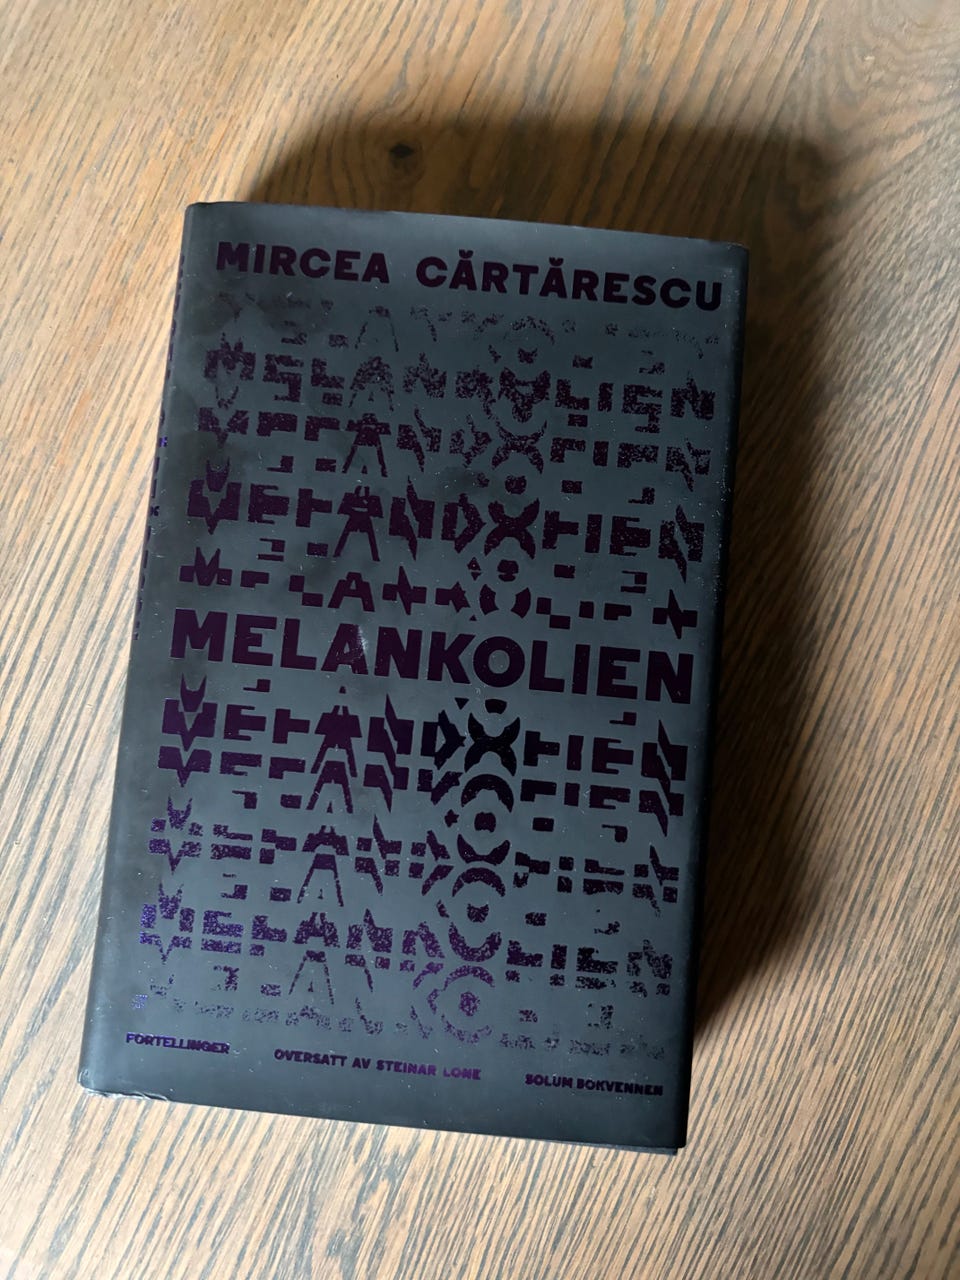 MIRCEA CĂRTĂRESCU
MELANKOLIEN
FORTELLINGER OVERSATT AV STEINAR LONE SOLUM BOKVENNEN